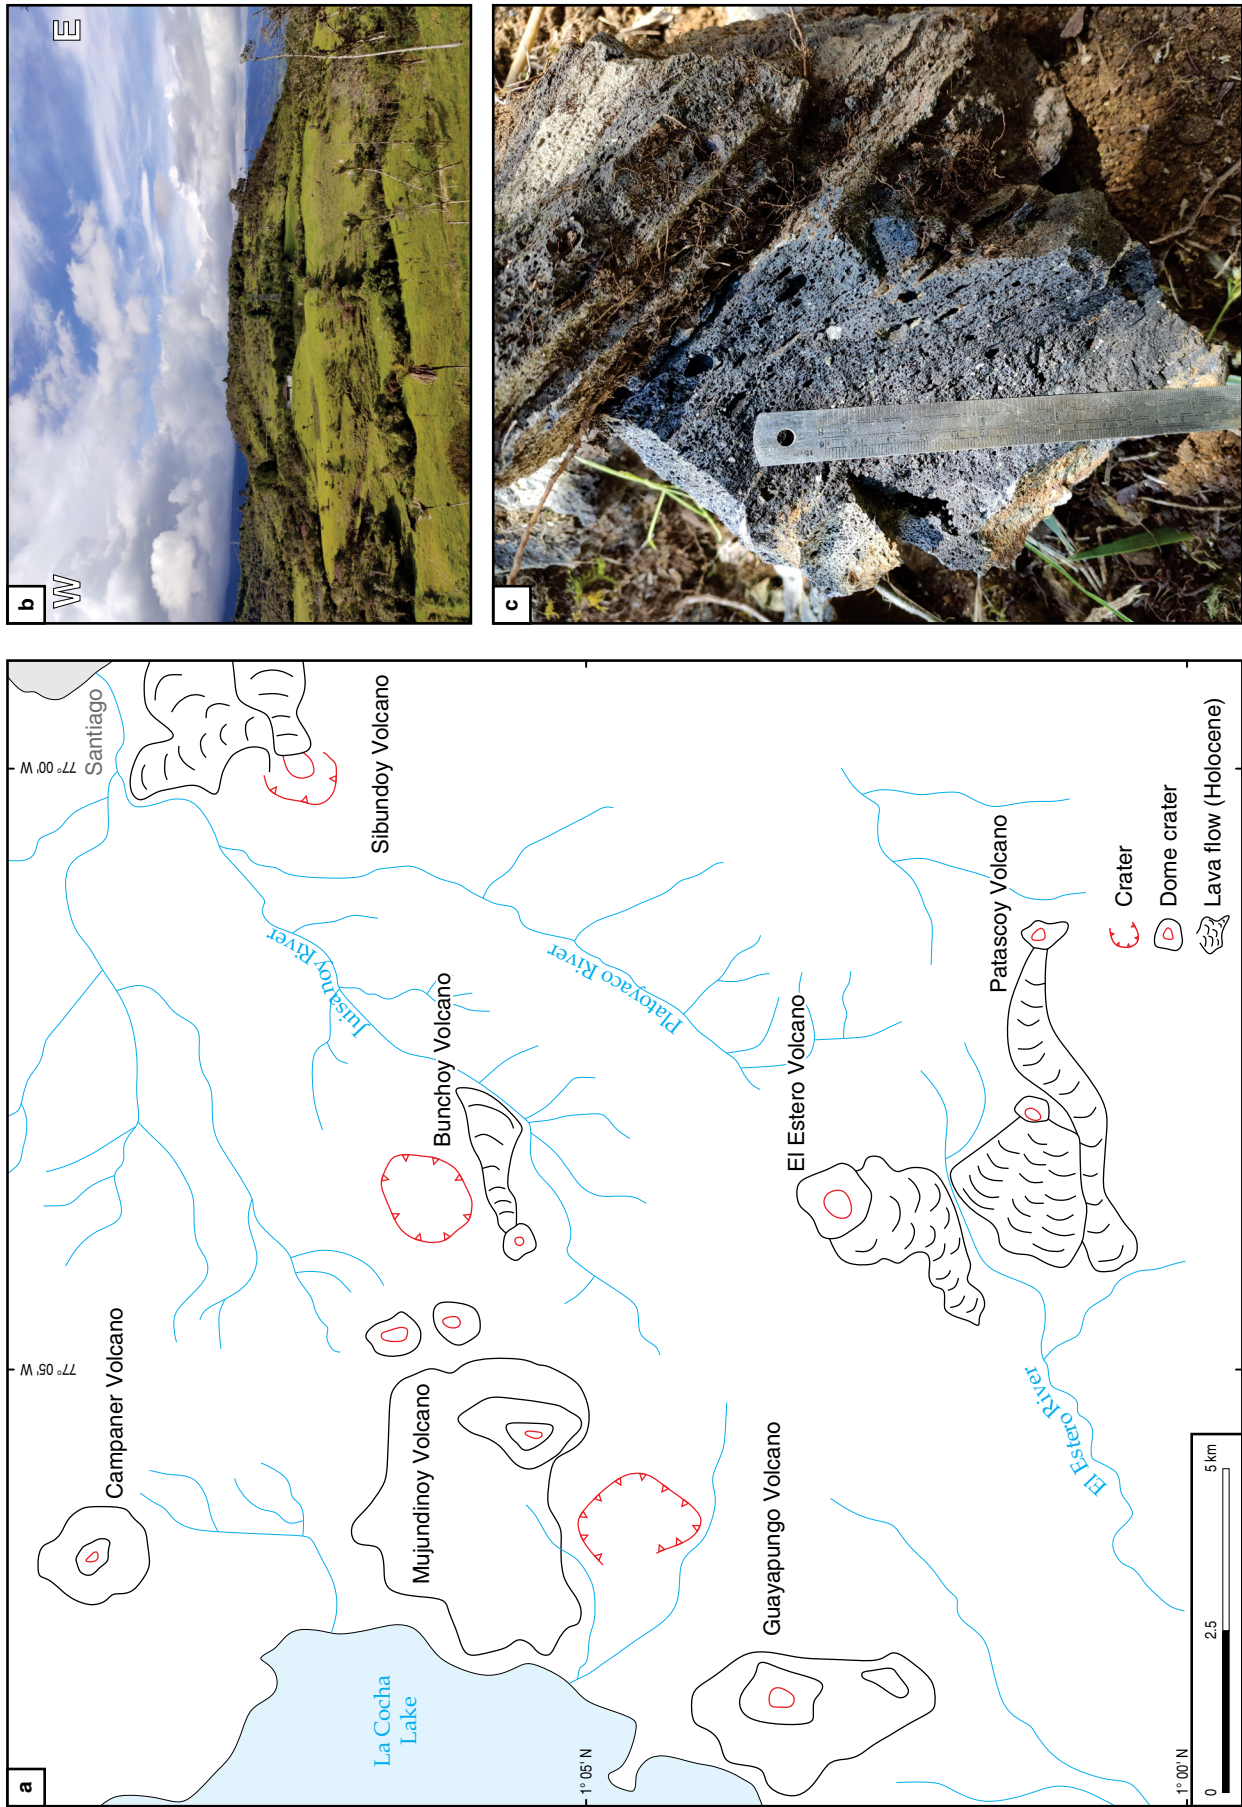 a
Campaner Volcano
77° 05' W
77° 00' W
Santiago
La Cocha
Lake
Mujundinoy Volcano
Bunchoy Volcano
Juisanoy River
Sibundoy Volcano
1° 05' N
Platoyaco River
Guayapungo Volcano
El Estero Volcano
Patascoy Volcano
El Estero River
Crater
Dome crater
Lava flow (Holocene)
0
2.5
5 km
1° 00' N
b
W
E
c